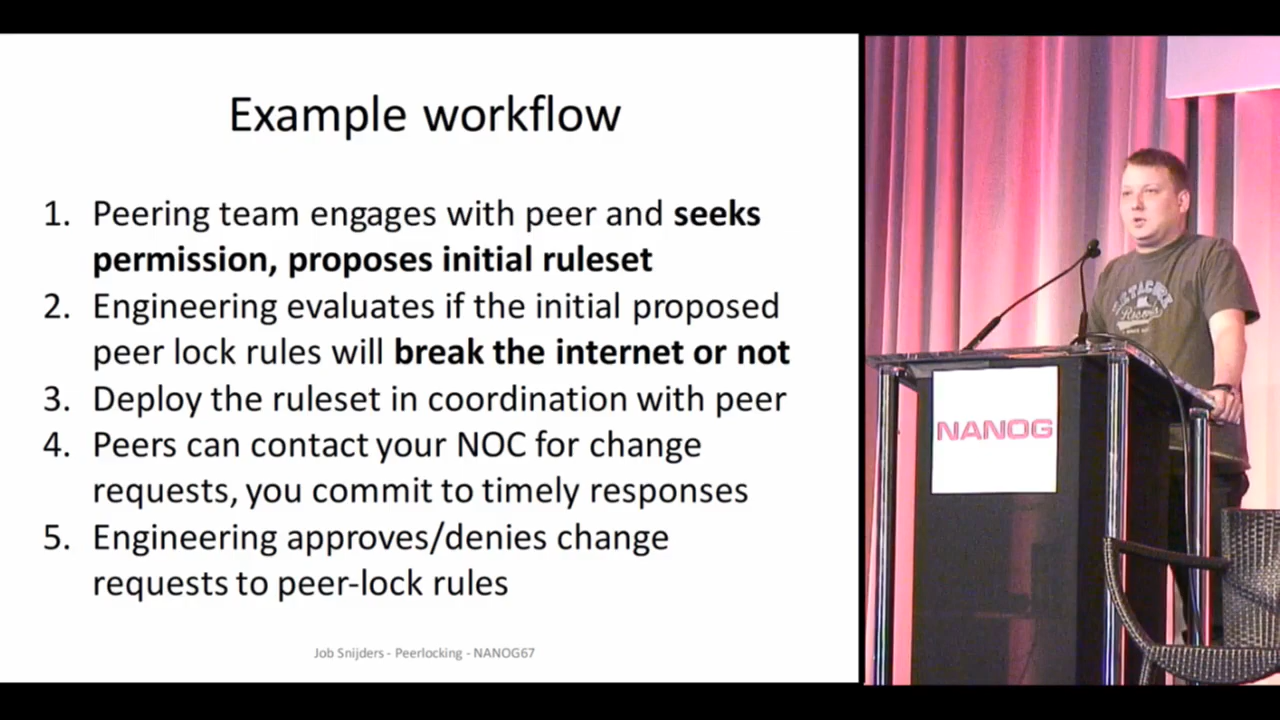 Example workflow
1. Peering team engages with peer and seeks
permission, proposes initial ruleset
2. Engineering evaluates if the initial proposed
peer lock rules will break the internet or not
3. Deploy the ruleset in coordination with peer
4. Peers can contact your NOC for change
requests, you commit to timely responses
5. Engineering approves/denies change
requests to peer-lock rules
Job Snijders - Peerlocking - NANOG67
NANOG